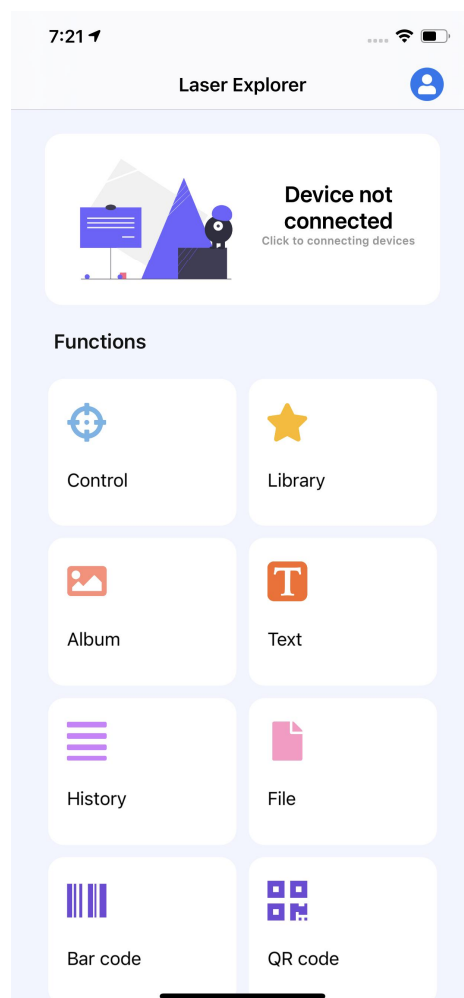 7:21
Laser Explorer
Device not
connected
Click to connecting devices
Functions
Control
Library
Album
T
Text
History
File
Bar code
QR code